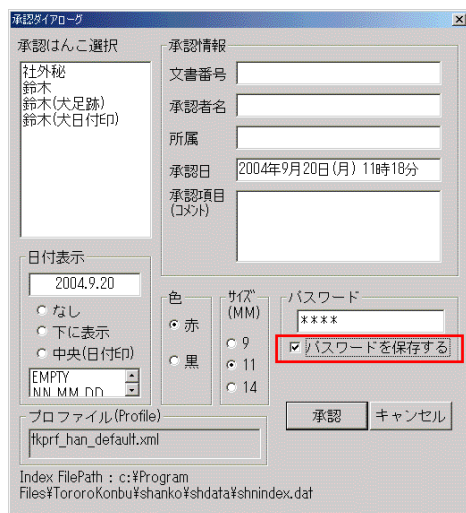 承認ダイアローグ
承認はんこ選択
社外秘
鈴木
鈴木(犬足跡)
鈴木(犬日付印)
承認情報
文書番号
承認者名
所属
承認日 2004年9月20日(月) 11時18分
承認項目
(コメント)
日付表示
2004.9.20
なし
下に表示
中央(日付印)
EMPTY
NN.MM.DD
色
赤
黒
サイズ
(MM)
9
11
14
パスワード
****
パスワードを保存する
承認 キャンセル
プロファイル(Profile)
tkprf_han_default.xml
Index FilePath : c:¥Program
Files¥TororoKonbu¥shanko¥shdata¥shnindex.dat